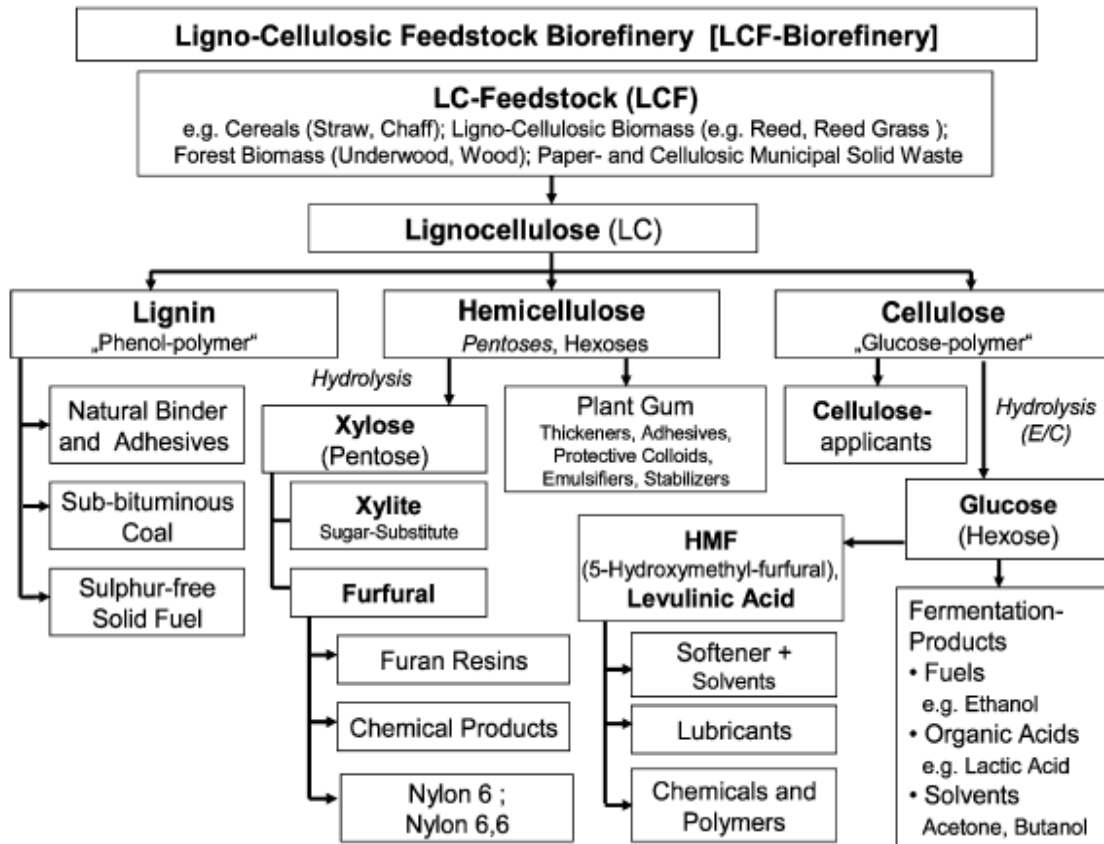 Ligno-Cellulosic Feedstock Biorefinery [LCF-Biorefinery]
LC-Feedstock (LCF)
e.g. Cereals (Straw, Chaff); Ligno-Cellulosic Biomass (e.g. Reed, Reed Grass );
Forest Biomass (Underwood, Wood); Paper- and Cellulosic Municipal Solid Waste
Lignocellulose (LC)
Lignin
„Phenol-polymer“
Hemicellulose
Pentoses, Hexoses
Cellulose
„Glucose-polymer“
Natural Binder
and Adhesives
Sub-bituminous
Coal
Sulphur-free
Solid Fuel
Hydrolysis
Xylose
(Pentose)
Xylite
Sugar-Substitute
Furfural
Furan Resins
Chemical Products
Nylon 6 ;
Nylon 6,6
Plant Gum
Thickeners, Adhesives,
Protective Colloids,
Emulsifiers, Stabilizers
Cellulose-
applicants
Hydrolysis
(E/C)
Glucose
(Hexose)
HMF
(5-Hydroxymethyl-furfural),
Levulinic Acid
Softener +
Solvents
Lubricants
Chemicals and
Polymers
Fermentation-
Products
• Fuels
e.g. Ethanol
• Organic Acids
e.g. Lactic Acid
• Solvents
Acetone, Butanol